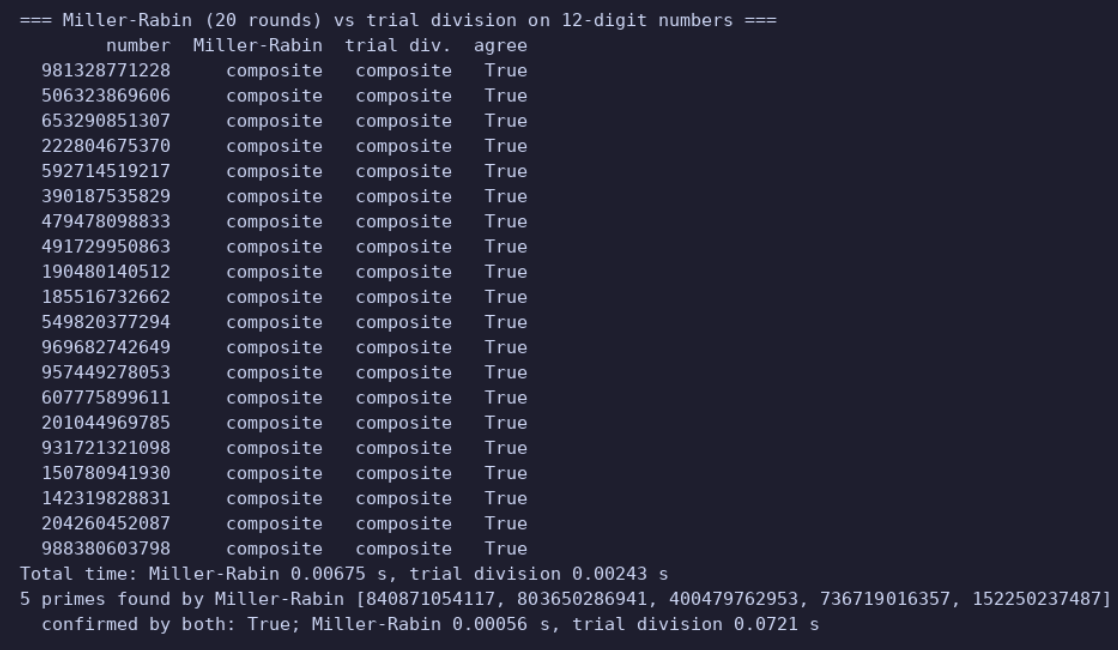 === Miller-Rabin (20 rounds) vs trial division on 12-digit numbers ===
        number  Miller-Rabin  trial div.  agree
  981328771228     composite   composite   True
  506323869606     composite   composite   True
  653290851307     composite   composite   True
  222804675370     composite   composite   True
  592714519217     composite   composite   True
  390187535829     composite   composite   True
  479478098833     composite   composite   True
  491729950863     composite   composite   True
  190480140512     composite   composite   True
  185516732662     composite   composite   True
  549820377294     composite   composite   True
  969682742649     composite   composite   True
  957449278053     composite   composite   True
  607775899611     composite   composite   True
  201044969785     composite   composite   True
  931721321098     composite   composite   True
  150780941930     composite   composite   True
  142319828831     composite   composite   True
  204260452087     composite   composite   True
  988380603798     composite   composite   True
Total time: Miller-Rabin 0.00675 s, trial division 0.00243 s
5 primes found by Miller-Rabin [840871054117, 803650286941, 400479762953, 736719016357, 152250237487]
  confirmed by both: True; Miller-Rabin 0.00056 s, trial division 0.0721 s